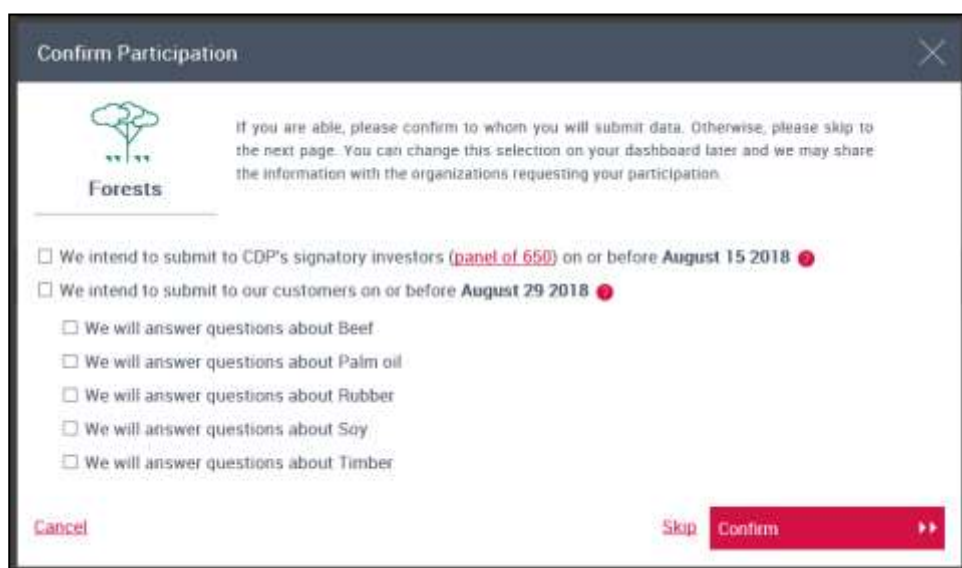 Confirm Participation
If you are able, please confirm to whom you will submit data. Otherwise, please skip to
the next page. You can change this selection on your dashboard later and we may share
the information with the organizations requesting your participation.
Forests
We intend to submit to CDP's signatory investors (panel of 650) on or before August 15 2018
We intend to submit to our customers on or before August 29 2018
We will answer questions about Beef
We will answer questions about Palm oil
We will answer questions about Rubber
We will answer questions about Soy
We will answer questions about Timber
Cancel
Skip
Confirm